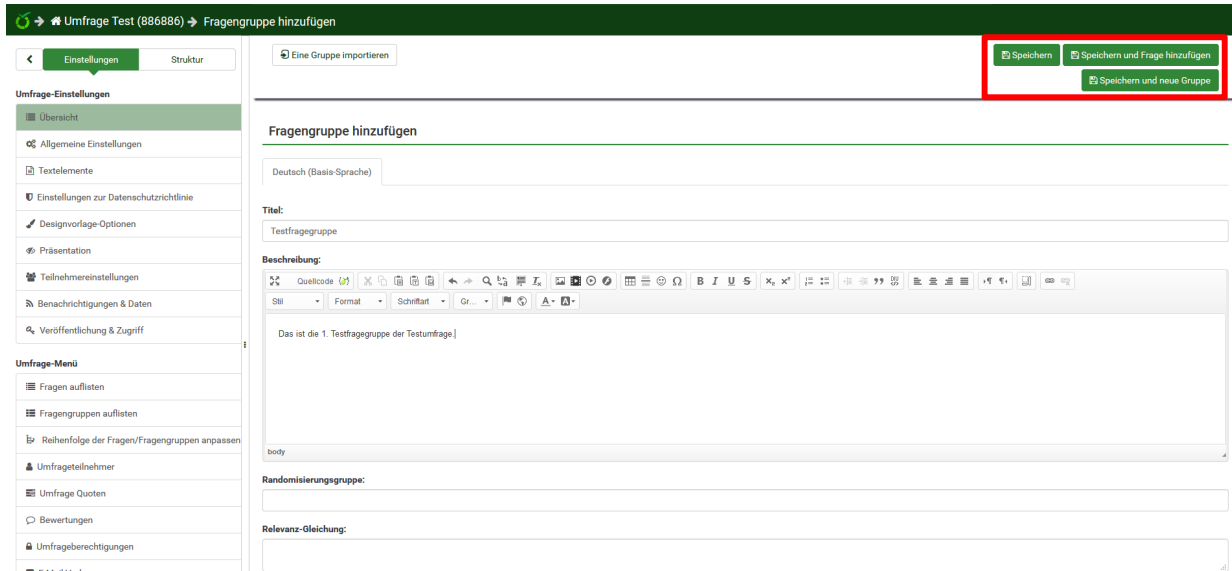 Umfrage Test (886886) Fragengruppe hinzufügen
Einstellungen Struktur
Eine Gruppe importieren
Speichern Speichern und Frage hinzufügen
Speichern und neue Gruppe
Umfrage-Einstellungen
Übersicht
Allgemeine Einstellungen
Textelemente
Einstellungen zur Datenschutzrichtlinie
Designvorlage-Optionen
Präsentation
Teilnehmereinstellungen
Benachrichtigungen & Daten
Veröffentlichung & Zugriff
Umfrage-Menü
Fragen auflisten
Fragengruppen auflisten
Reihenfolge der Fragen/Fragengruppen anpassen
Umfrageteilnehmer
Umfrage Quoten
Bewertungen
Umfrageberechtigungen
Fragengruppe hinzufügen
Deutsch (Basis-Sprache)
Titel:
Testfragegruppe
Beschreibung:
Quellcode
Stil Format Schriftart Gr...
Das ist die 1. Testfragegruppe der Testumfrage.
body
Randomisierungsgruppe:
Relevanz-Gleichung: